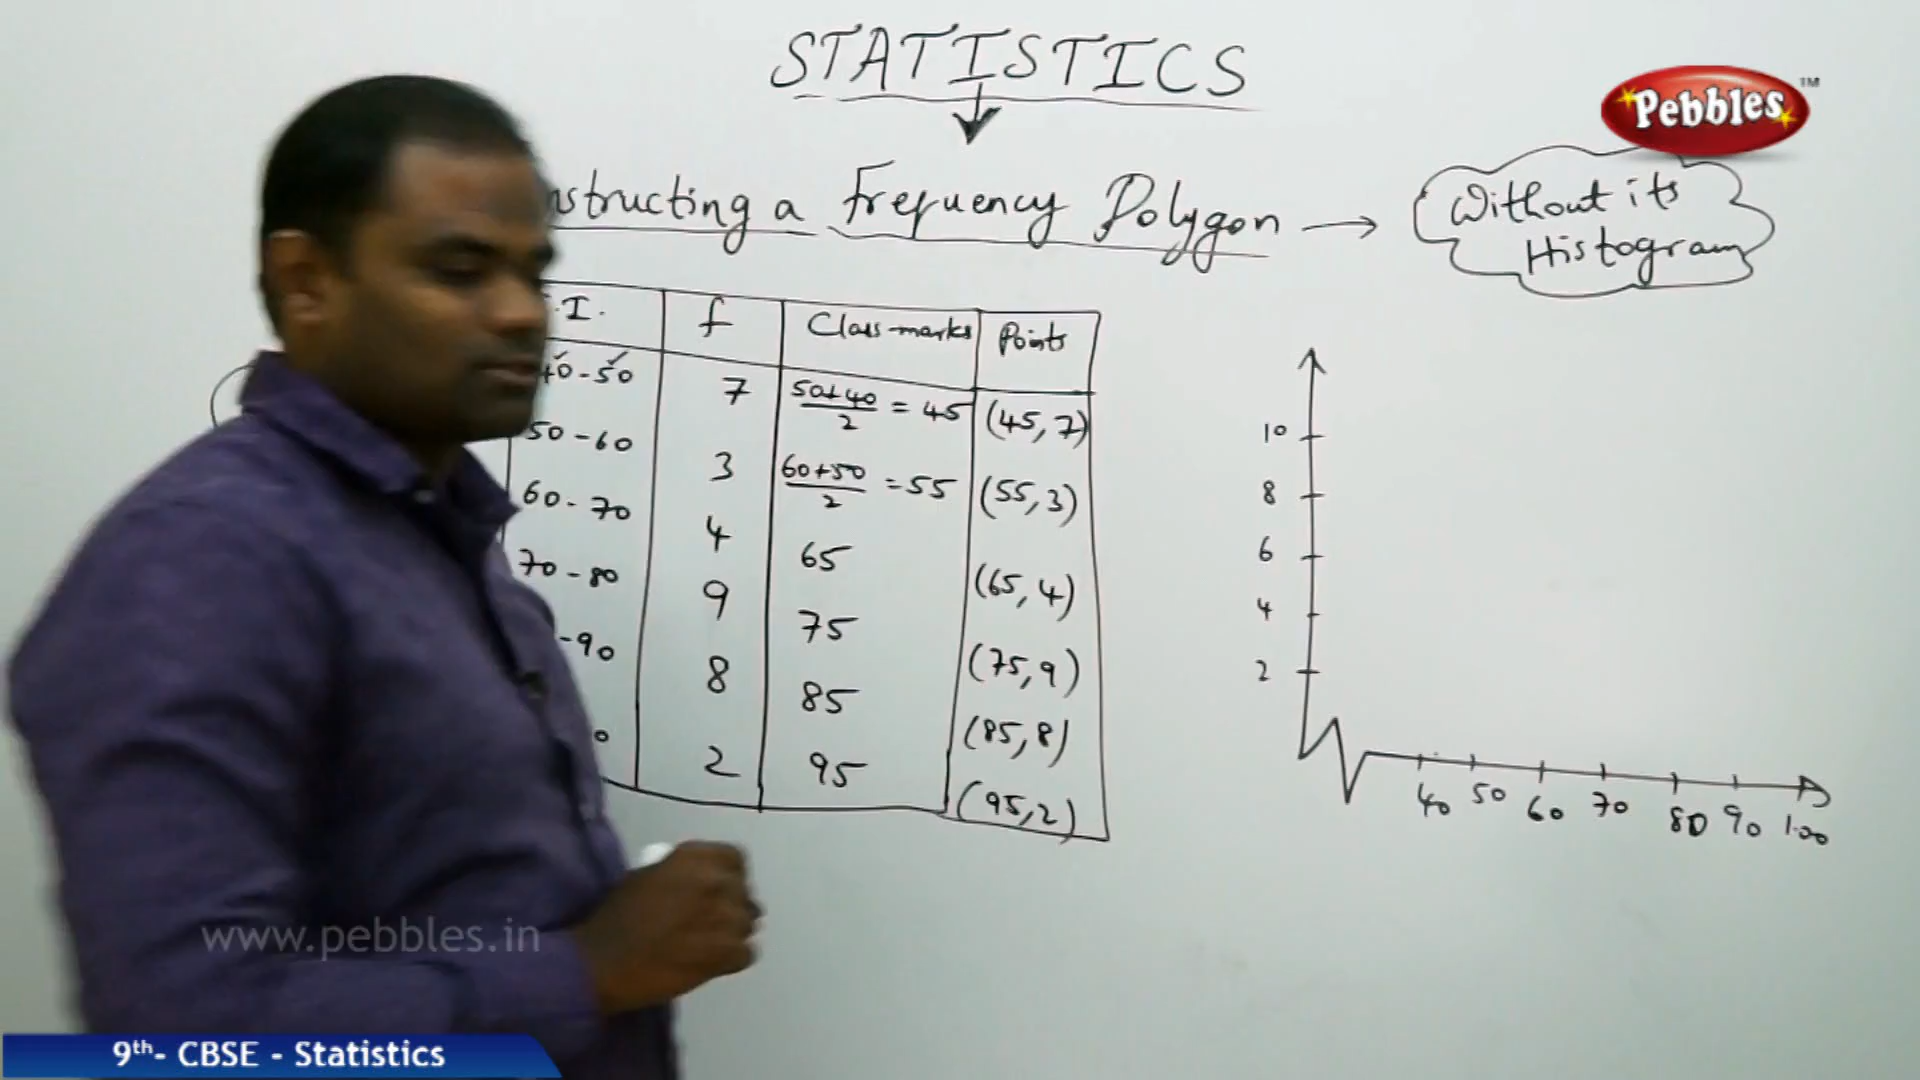 STATISTICS
Pebbles™
nstructing a Frequency Polygon → Without its
Histogram
.I. f Class-marks Points
40-50 7 50+40/2 = 45 (45,7)
50-60 3 60+50/2 = 55 (55,3)
60-70 4 65 (65,4)
70-80 9 75 (75,9)
-90 8 85 (85,8)
0 2 95 (95,2)
10
8
6
4
2
40 50 60 70 80 90 100
www.pebbles.in
9th- CBSE - Statistics